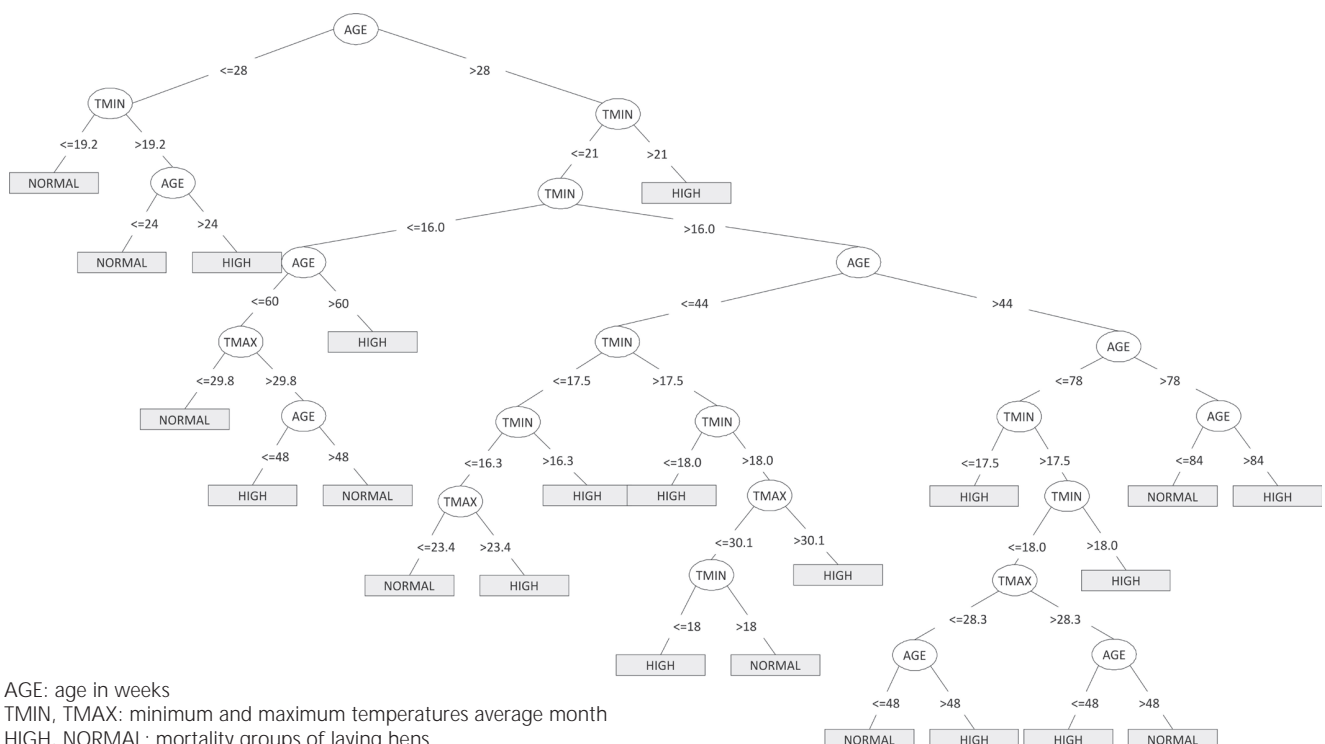 AGE
<=28 >28
TMIN TMIN
<=19.2 >19.2 <=21 >21
NORMAL AGE TMIN HIGH
<=24 >24 <=16.0 >16.0
NORMAL HIGH AGE AGE
<=60 >60 <=44 >44
TMAX HIGH TMIN AGE
<=29.8 >29.8 <=17.5 >17.5 <=78 >78
NORMAL AGE TMIN TMIN TMIN AGE
<=48 >48 <=16.3 >16.3 <=18.0 >18.0 <=17.5 >17.5 <=84 >84
HIGH NORMAL TMAX HIGH HIGH TMAX HIGH TMIN NORMAL HIGH
<=23.4 >23.4 <=30.1 >30.1 <=18.0 >18.0
NORMAL HIGH TMIN HIGH TMAX HIGH
<=18 >18 <=28.3 >28.3
HIGH NORMAL AGE AGE
<=48 >48 <=48 >48
NORMAL HIGH HIGH NORMAL
AGE: age in weeks
TMIN, TMAX: minimum and maximum temperatures average month
HIGH, NORMAL: mortality groups of laying hens